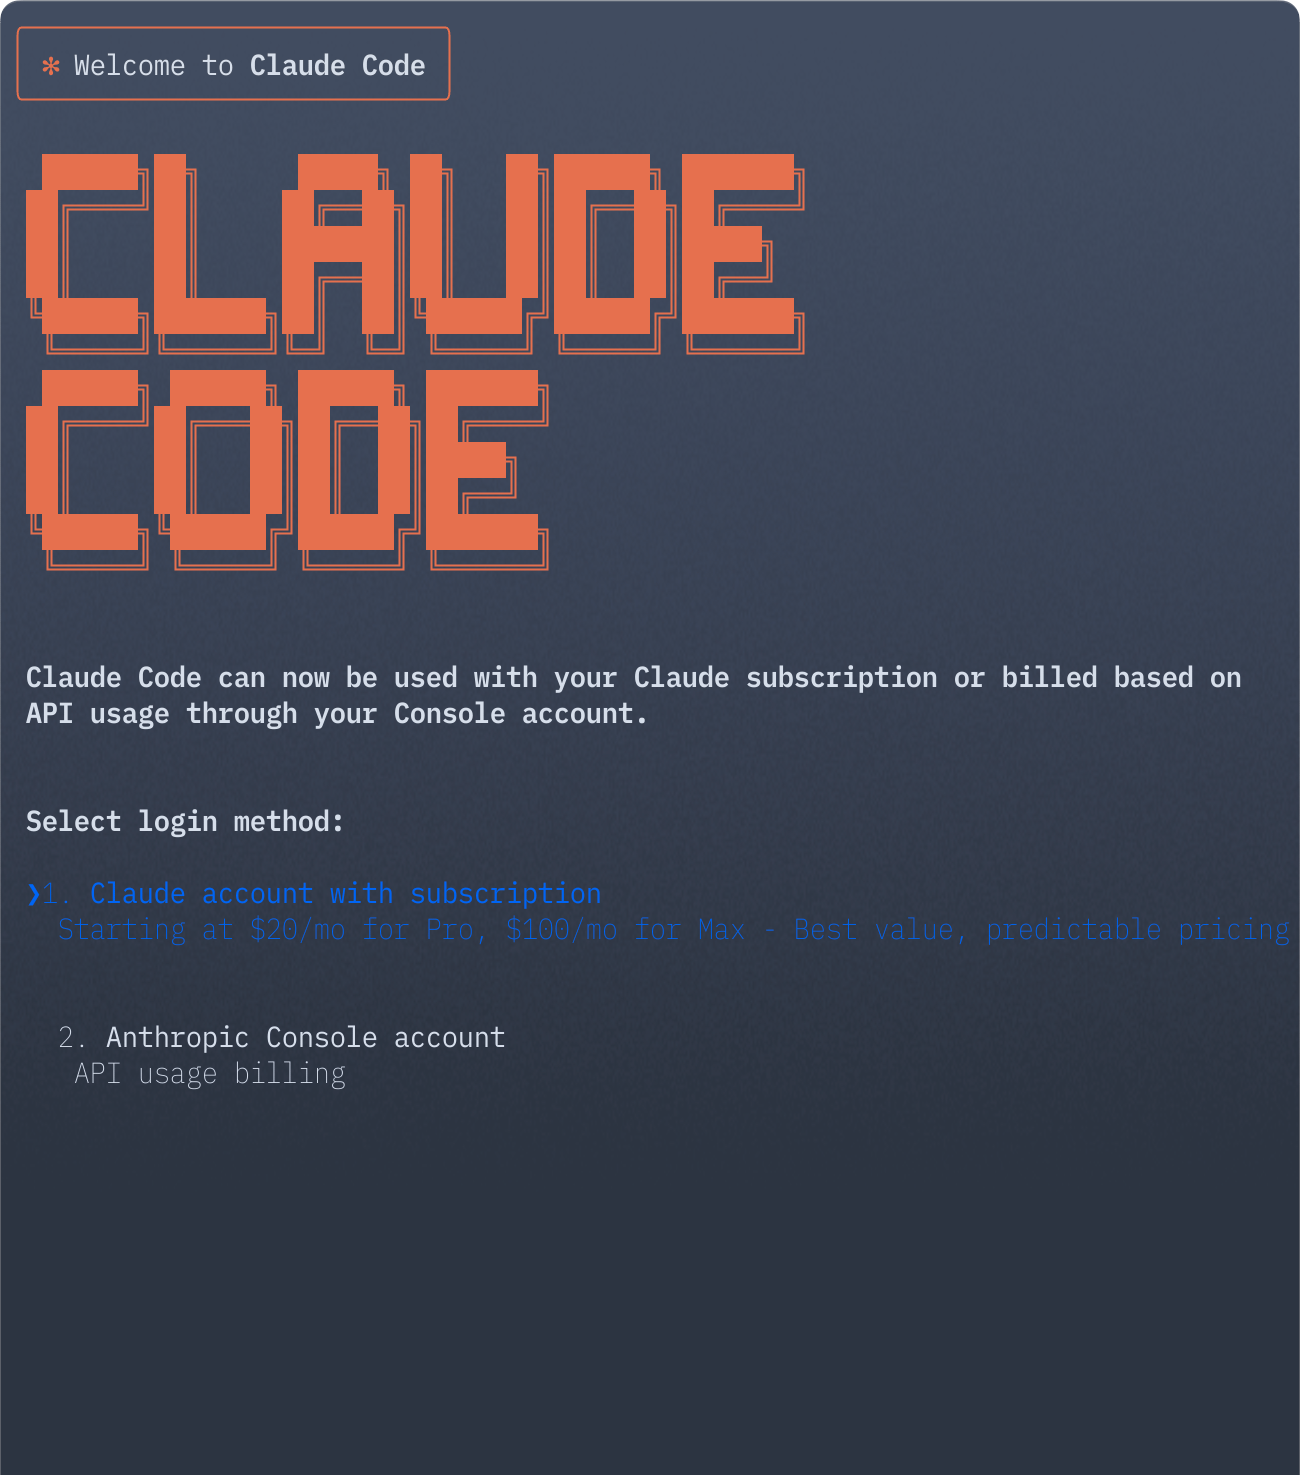 ✻ Welcome to Claude Code
CLAUDE
CODE
Claude Code can now be used with your Claude subscription or billed based on
API usage through your Console account.
Select login method:
❯1. Claude account with subscription
Starting at $20/mo for Pro, $100/mo for Max - Best value, predictable pricing
2. Anthropic Console account
API usage billing